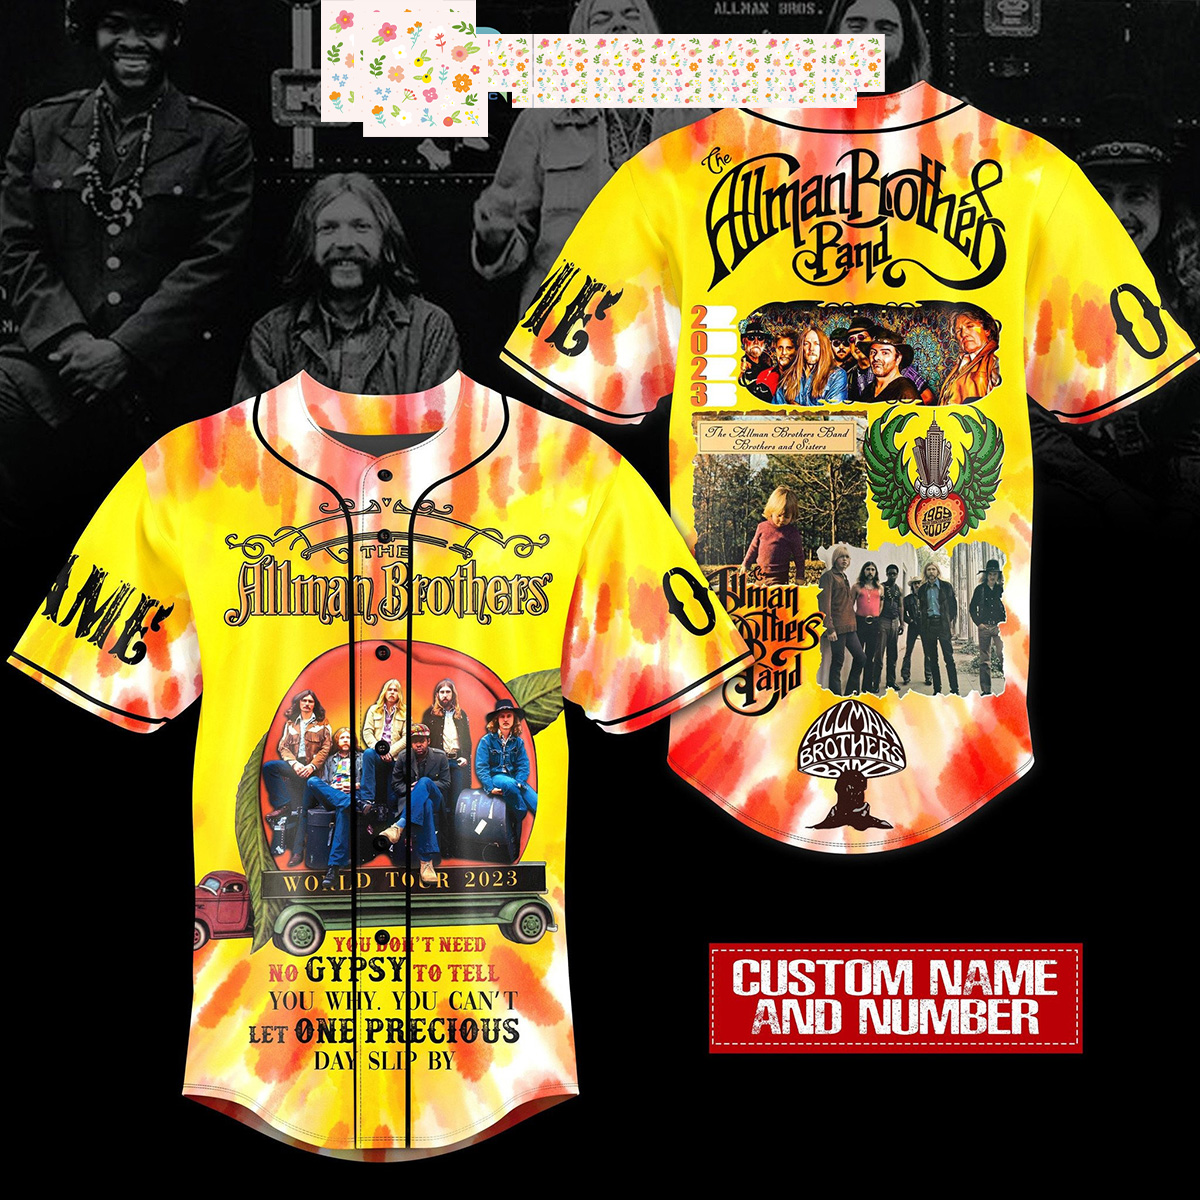 ALLMAN BROS.
The
Allman Brothers
Band
2
0
2
3
The Allman Brothers Band
Brothers and Sisters
1969
2009
Allman
Brothers
Band
ALLMAN
BROTHERS
BAND
AME
0
ME
0
THE
Allman Brothers
WORLD TOUR 2023
YOU DON'T NEED
NO GYPSY TO TELL
YOU WHY. YOU CAN'T
LET ONE PRECIOUS
DAY SLIP BY
CUSTOM NAME
AND NUMBER